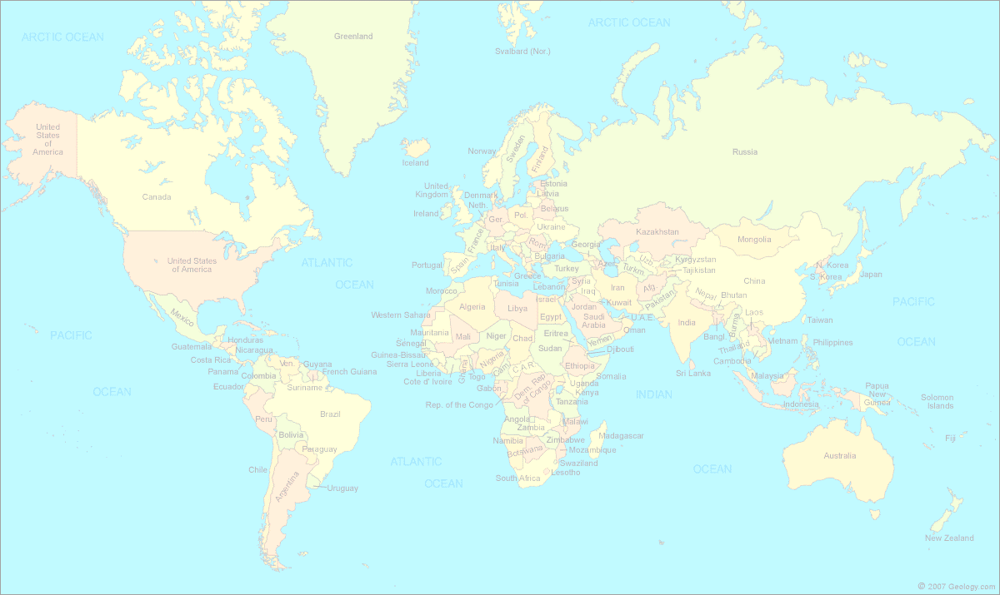 ARCTIC OCEAN
ARCTIC OCEAN
Greenland
Svalbard (Nor.)
United
States
of
America
Russia
Norway
Sweden
Finland
Iceland
Canada
United
Kingdom
Ireland
Denmark
Neth.
Estonia
Latvia
Belarus
Ger.
Pol.
Ukraine
France
Kazakhstan
Mongolia
United States
of America
ATLANTIC
OCEAN
Portugal
Spain
Italy
Rom.
Bulgaria
Georgia
Azer.
Uzb.
Turkm.
Kyrgyzstan
Tajikistan
N. Korea
S. Korea
Japan
China
Greece
Turkey
Tunisia
Lebanon
Syria
Iraq
Iran
Afg.
Morocco
Israel
Jordan
Kuwait
Pakistan
Nepal
Bhutan
PACIFIC
OCEAN
Mexico
Western Sahara
Algeria
Libya
Egypt
Saudi
Arabia
U.A.E.
Oman
India
Bangl.
Burma
Laos
Taiwan
PACIFIC
OCEAN
Guatemala
Honduras
Nicaragua
Costa Rica
Panama
Mauritania
Mali
Niger
Chad
Sudan
Eritrea
Yemen
Djibouti
Senegal
Guinea-Bissau
Sierra Leone
Liberia
Cote d' Ivoire
Ghana
Togo
Nigeria
Cam.
C.A.R.
Ethiopia
Somalia
Thailand
Vietnam
Cambodia
Philippines
Sri Lanka
Malaysia
Ven.
Guyana
French Guiana
Colombia
Suriname
Ecuador
Gabon
Rep. of the Congo
Dem. Rep.
of Congo
Uganda
Kenya
Tanzania
INDIAN
OCEAN
Indonesia
Papua
New
Guinea
Solomon
Islands
Peru
Brazil
Bolivia
Paraguay
Chile
Argentina
Uruguay
ATLANTIC
OCEAN
Angola
Zambia
Malawi
Namibia
Botswana
Zimbabwe
Mozambique
Madagascar
Swaziland
Lesotho
South Africa
Fiji
Australia
New Zealand
© 2007 Geology.com